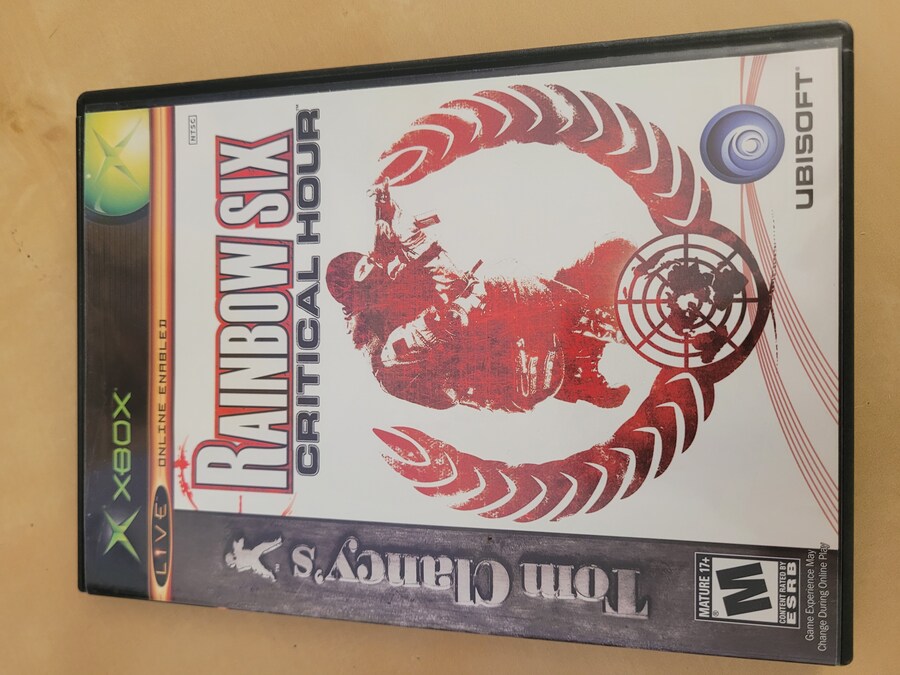 XBOX
LIVE ONLINE ENABLED
NTSC
Tom Clancy's
RAINBOW SIX
CRITICAL HOUR™
MATURE 17+
M
®
CONTENT RATED BY
ESRB
Game Experience May
Change During Online Play
UBISOFT®